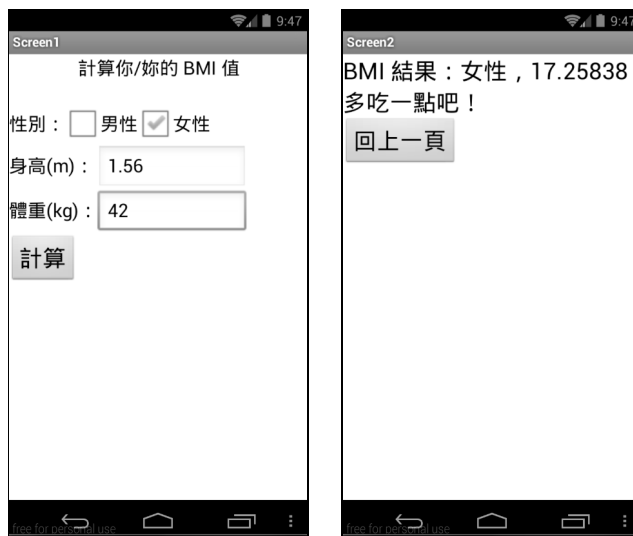 9:47
Screen1
計算你/妳的 BMI 值
性別： 男性 女性
身高(m)： 1.56
體重(kg)： 42
計算
free for personal use
9:47
Screen2
BMI 結果：女性，17.25838
多吃一點吧！
回上一頁
free for personal use